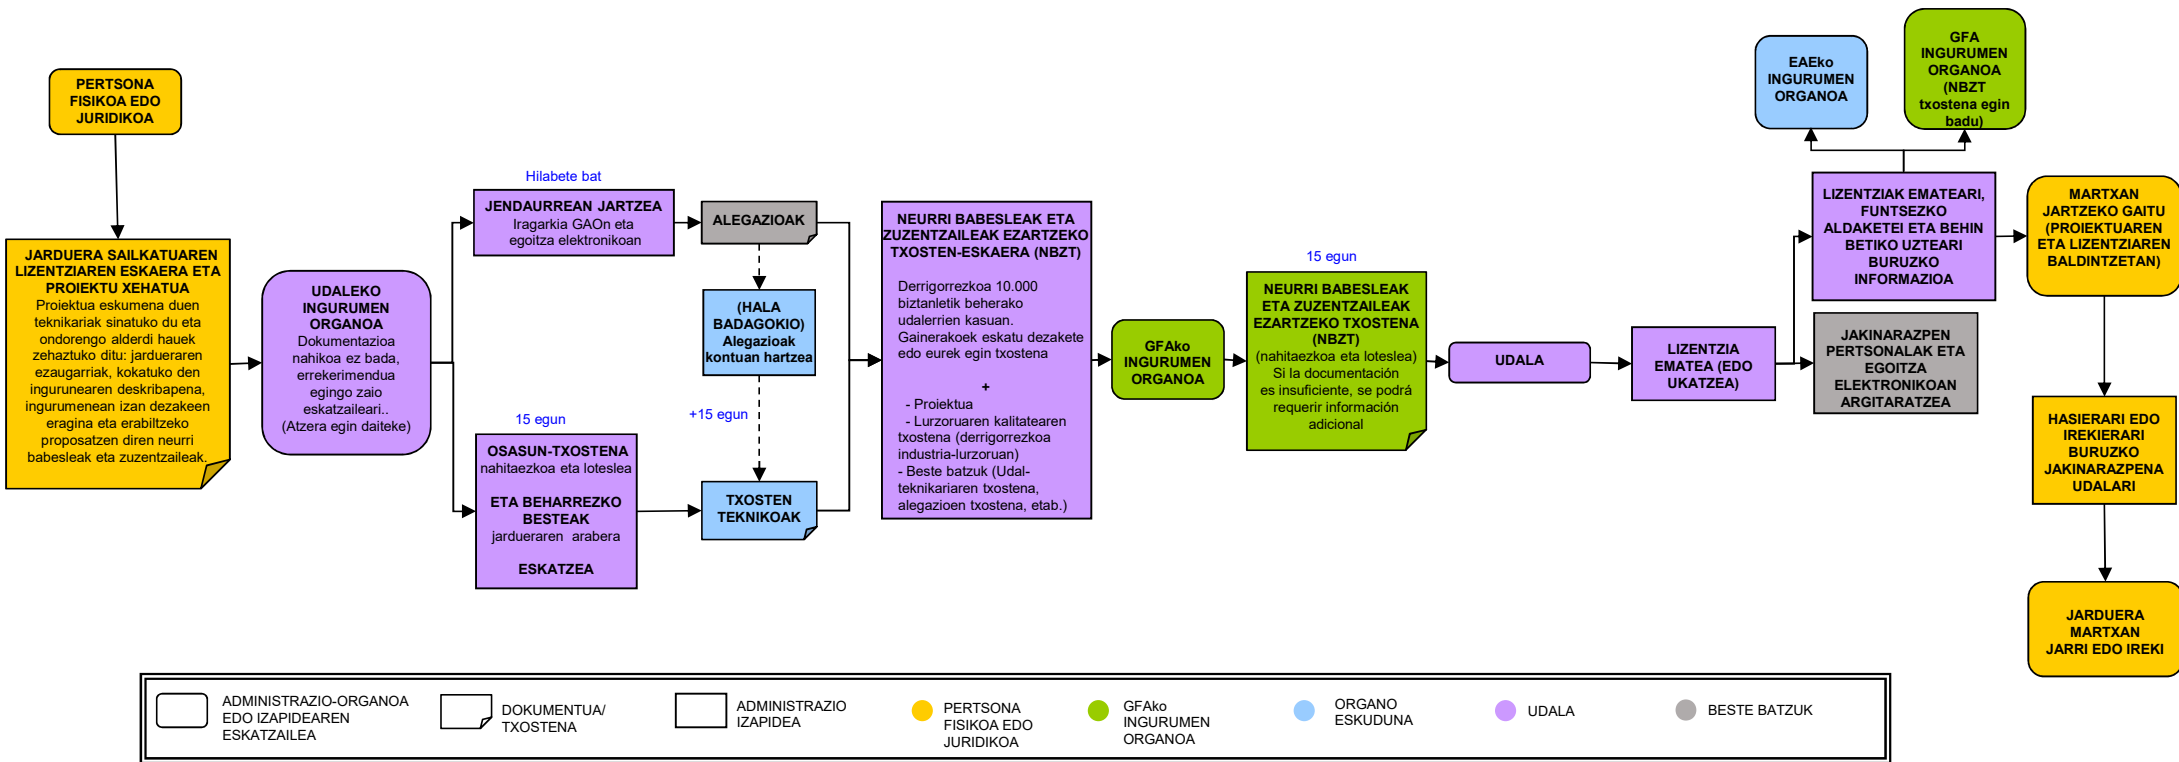 PERTSONA
FISIKOA EDO
JURIDIKOA
JARDUERA SAILKATUAREN
LIZENTZIAREN ESKAERA ETA
PROIEKTU XEHATUA
Proiektua eskumena duen
teknikariak sinatuko du eta
ondorengo alderdi hauek
zehaztuko ditu: jardueraren
ezaugarriak, kokatuko den
ingurunearen deskribapena,
ingurumenean izan dezakeen
eragina eta erabiltzeko
proposatzen diren neurri
babesleak eta zuzentzaileak.
UDALEKO
INGURUMEN
ORGANOA
Dokumentazioa
nahikoa ez bada,
errekerimendua
egingo zaio
eskatzaileari..
(Atzera egin daiteke)
Hilabete bat
JENDAURREAN JARTZEA
Iragarkia GAOn eta
egoitza elektronikoan
15 egun
OSASUN-TXOSTENA
nahitaezkoa eta loteslea
ETA BEHARREZKO
BESTEAK
jardueraren arabera
ESKATZEA
ALEGAZIOAK
(HALA
BADAGOKIO)
Alegazioak
kontuan hartzea
+15 egun
TXOSTEN
TEKNIKOAK
NEURRI BABESLEAK ETA
ZUZENTZAILEAK EZARTZEKO
TXOSTEN-ESKAERA (NBZT)
Derrigorrezkoa 10.000
biztanletik beherako
udalerrien kasuan.
Gainerakoek eskatu dezakete
edo eurek egin txostena
+
- Proiektua
- Lurzoruaren kalitatearen
txostena (derrigorrezkoa
industria-lurzoruan)
- Beste batzuk (Udal-
teknikariaren txostena,
alegazioen txostena, etab.)
GFAko
INGURUMEN
ORGANOA
15 egun
NEURRI BABESLEAK
ETA ZUZENTZAILEAK
EZARTZEKO TXOSTENA
(NBZT)
(nahitaezkoa eta loteslea)
Si la documentación
es insuficiente, se podrá
requerir información
adicional
UDALA
LIZENTZIA
EMATEA (EDO
UKATZEA)
EAEko
INGURUMEN
ORGANOA
GFA
INGURUMEN
ORGANOA
(NBZT
txostena egin
badu)
LIZENTZIAK EMATEARI,
FUNTSEZKO
ALDAKETEI ETA BEHIN
BETIKO UZTEARI
BURUZKO
INFORMAZIOA
JAKINARAZPEN
PERTSONALAK ETA
EGOITZA
ELEKTRONIKOAN
ARGITARATZEA
MARTXAN
JARTZEKO GAITU
(PROIEKTUAREN
ETA LIZENTZIAREN
BALDINTZETAN)
HASIERARI EDO
IREKIERARI
BURUZKO
JAKINARAZPENA
UDALARI
JARDUERA
MARTXAN
JARRI EDO IREKI
ADMINISTRAZIO-ORGANOA
EDO IZAPIDEAREN
ESKATZAILEA
DOKUMENTUA/
TXOSTENA
ADMINISTRAZIO
IZAPIDEA
PERTSONA
FISIKOA EDO
JURIDIKOA
GFAko
INGURUMEN
ORGANOA
ORGANO
ESKUDUNA
UDALA
BESTE BATZUK